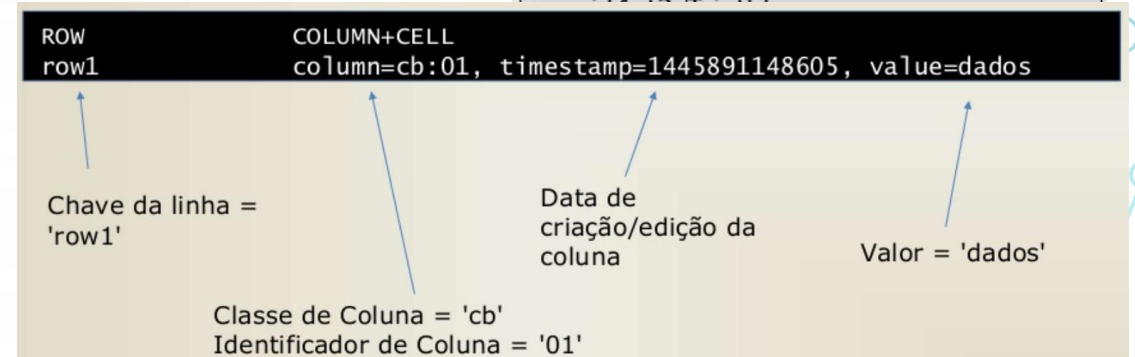 ROW COLUMN+CELL
row1 column=cb:01, timestamp=1445891148605, value=dados
Chave da linha =
'row1'
Data de
criação/edição da
coluna
Valor = 'dados'
Classe de Coluna = 'cb'
Identificador de Coluna = '01'